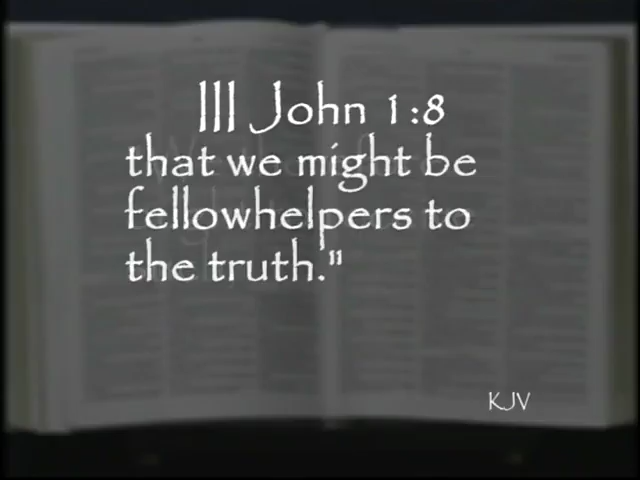 III John 1:8
that we might be
fellowhelpers to
the truth."
KJV